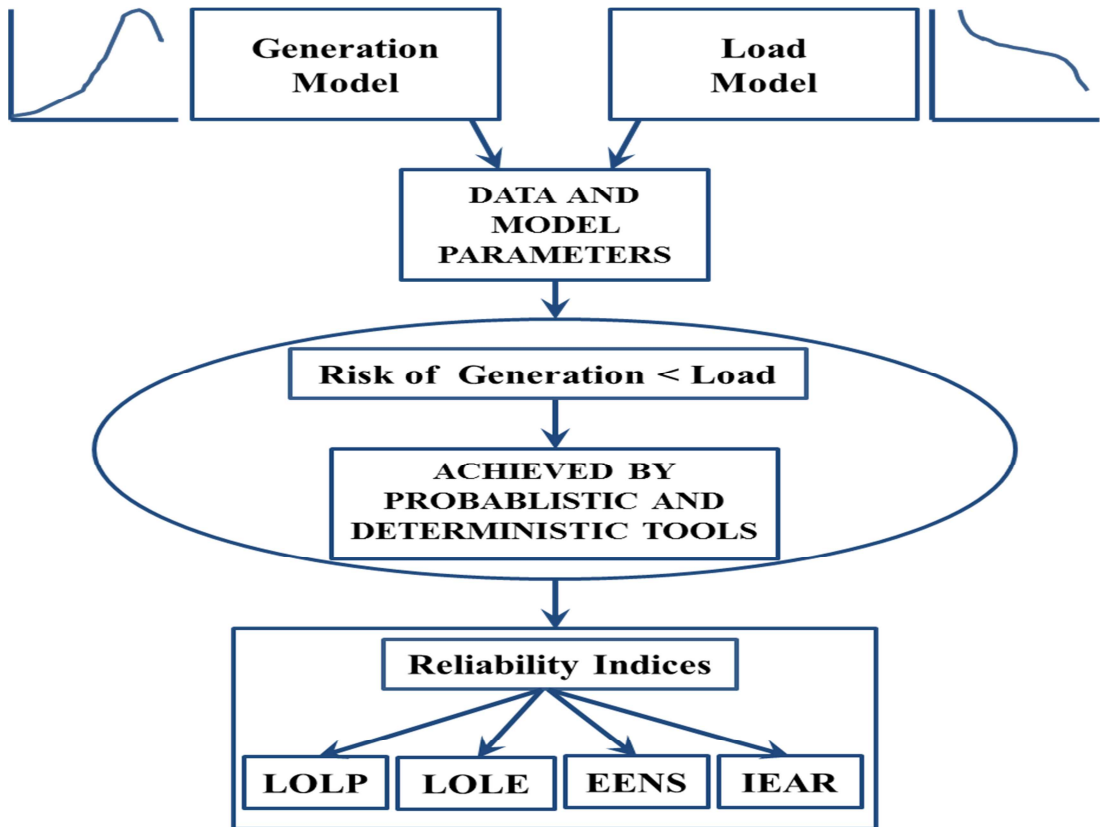 Generation
Model
Load
Model
DATA AND
MODEL
PARAMETERS
Risk of Generation < Load
ACHIEVED BY
PROBABLISTIC AND
DETERMINISTIC TOOLS
Reliability Indices
LOLP
LOLE
EENS
IEAR